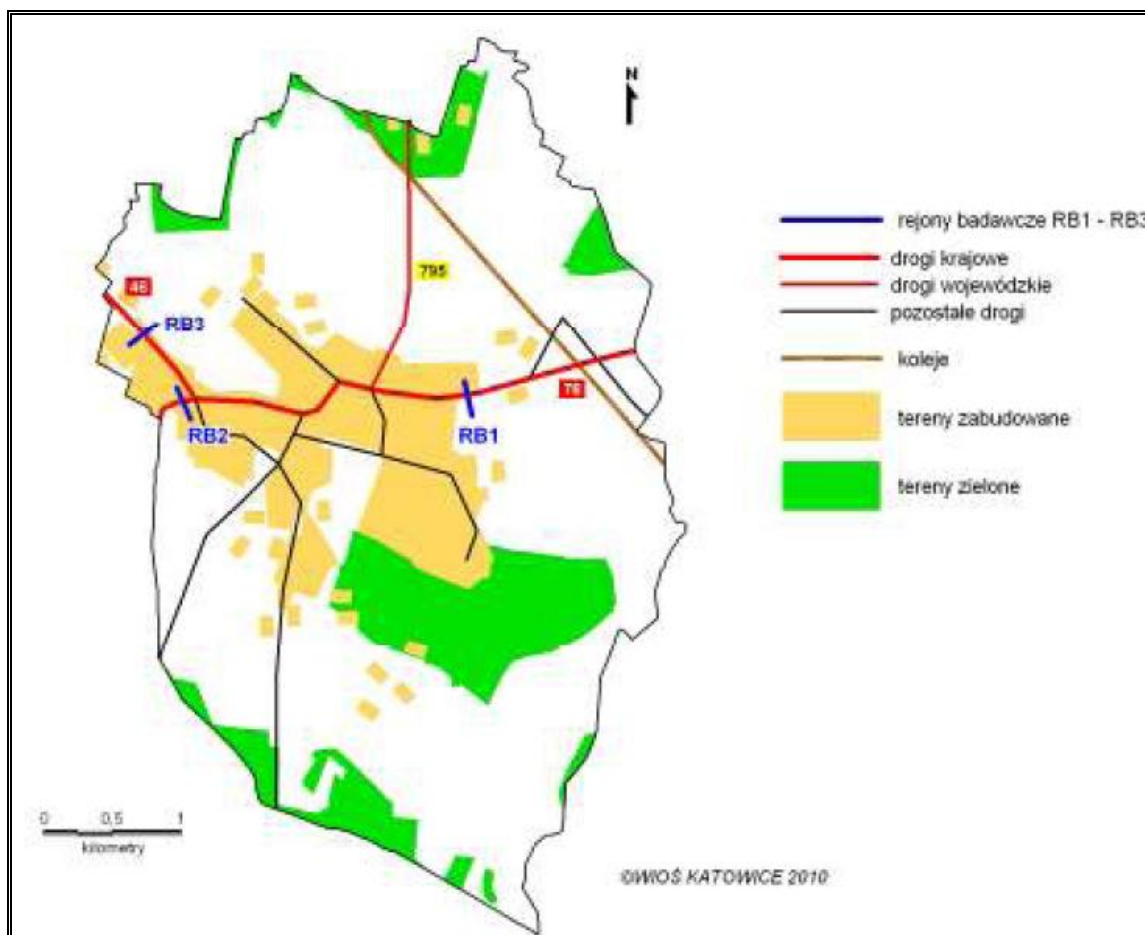 N
rejony badawcze RB1 - RB3
drogi krajowe
drogi wojewódzkie
pozostałe drogi
koleje
tereny zabudowane
tereny zielone
795
46
RB3
78
RB2
RB1
0 0,5 1
kilometry
©WIOŚ KATOWICE 2010